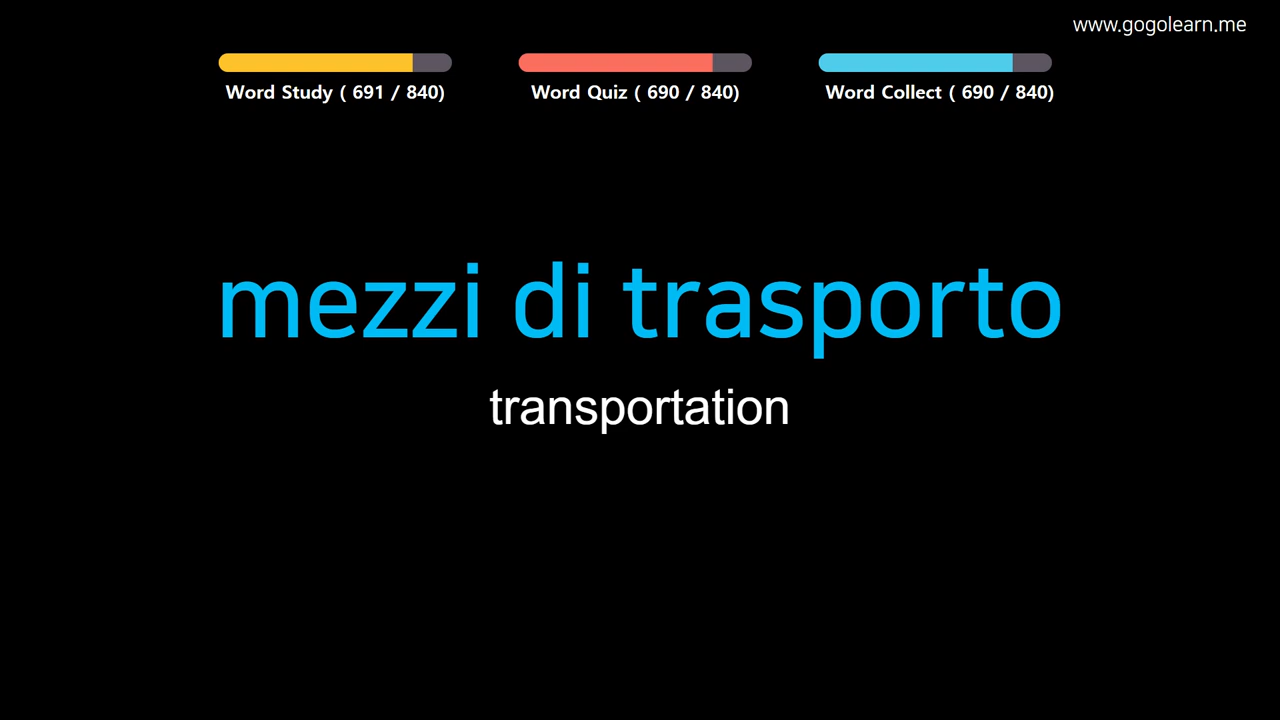 www.gogolearn.me
Word Study ( 691 / 840)
Word Quiz ( 690 / 840)
Word Collect ( 690 / 840)
mezzi di trasporto
transportation